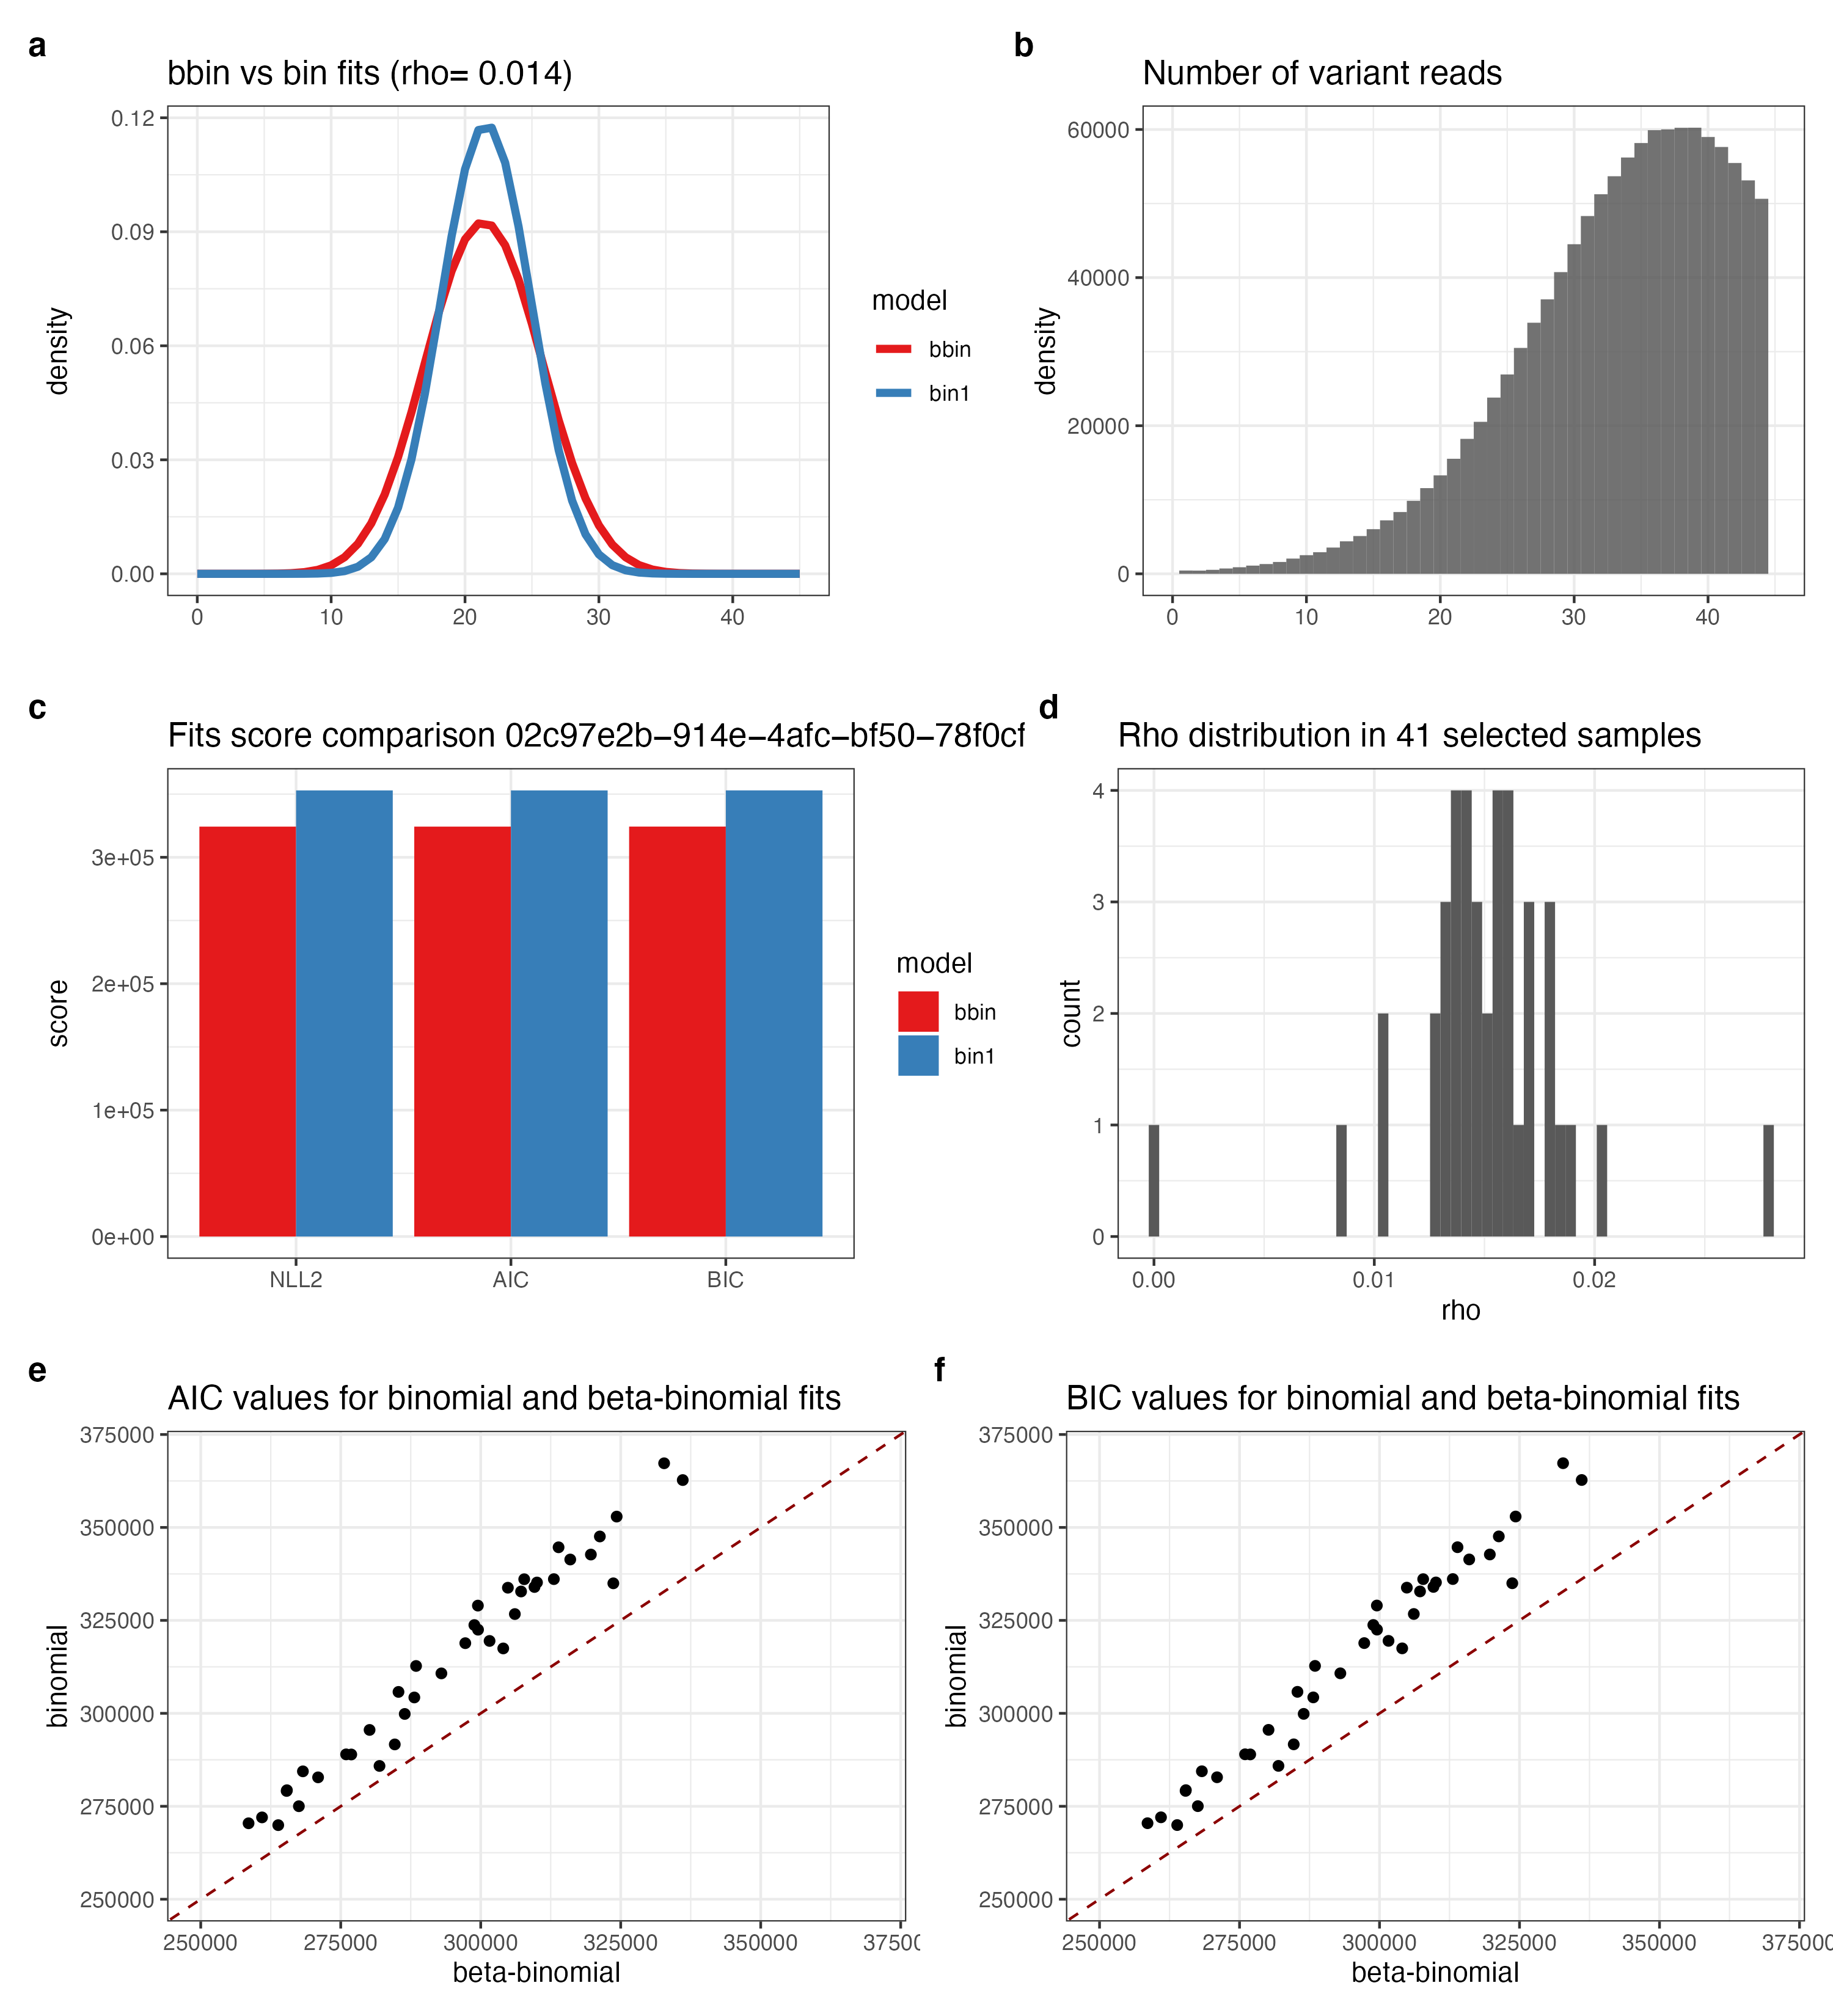 a
bbin vs bin fits (rho= 0.014)
density
0.12
0.09
0.06
0.03
0.00
0 10 20 30 40
model
bbin
bin1
b
Number of variant reads
density
60000
40000
20000
0
0 10 20 30 40
c
Fits score comparison 02c97e2b−914e−4afc−bf50−78f0cf
score
3e+05
2e+05
1e+05
0e+00
NLL2 AIC BIC
model
bbin
bin1
d
Rho distribution in 41 selected samples
count
4
3
2
1
0
0.00 0.01 0.02
rho
e
AIC values for binomial and beta-binomial fits
binomial
375000
350000
325000
300000
275000
250000
250000 275000 300000 325000 350000 37500
beta-binomial
f
BIC values for binomial and beta-binomial fits
binomial
375000
350000
325000
300000
275000
250000
250000 275000 300000 325000 350000 375000
beta-binomial